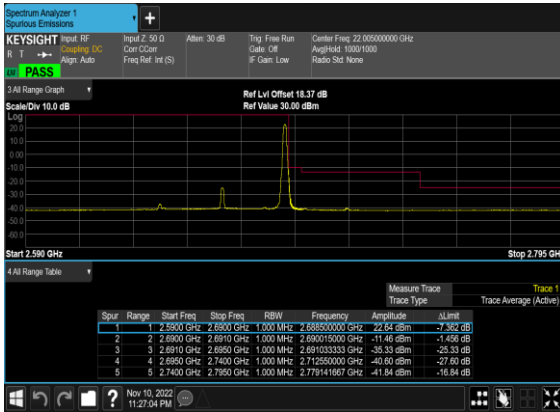 Spectrum Analyzer 1
Spurious Emissions
KEYSIGHT Input: RF Input Z: 50 Ω Atten: 30 dB Trig: Free Run Center Freq: 22.005000000 GHz
R T Coupling: DC Corr CCorr Gate: Off Avg|Hold: 1000/1000
Align: Auto Freq Ref: Int (S) IF Gain: Low Radio Std: None
PASS
3 All Range Graph Ref Lvl Offset 18.37 dB
Scale/Div 10.0 dB Ref Value 30.00 dBm
Log
20.0
10.0
0.00
-10.0
-20.0
-30.0
-40.0
-50.0
-60.0
Start 2.590 GHz Stop 2.795 GH
4 All Range Table
Measure Trace Trace 1
Trace Type Trace Average (Active)
Spur Range Start Freq Stop Freq RBW Frequency Amplitude ΔLimit
1 1 2.5900 GHz 2.6900 GHz 1.000 MHz 2.688500000 GHz 22.64 dBm -7.362 dB
2 2 2.6900 GHz 2.6910 GHz 1.000 MHz 2.690015000 GHz -11.46 dBm -1.456 dB
3 3 2.6910 GHz 2.6950 GHz 1.000 MHz 2.691033333 GHz -35.33 dBm -25.33 dB
4 4 2.6950 GHz 2.7400 GHz 1.000 MHz 2.712550000 GHz -40.60 dBm -27.60 dB
5 5 2.7400 GHz 2.7950 GHz 1.000 MHz 2.779141667 GHz -41.84 dBm -16.84 dB
Nov 10, 2022
11:27:04 PM